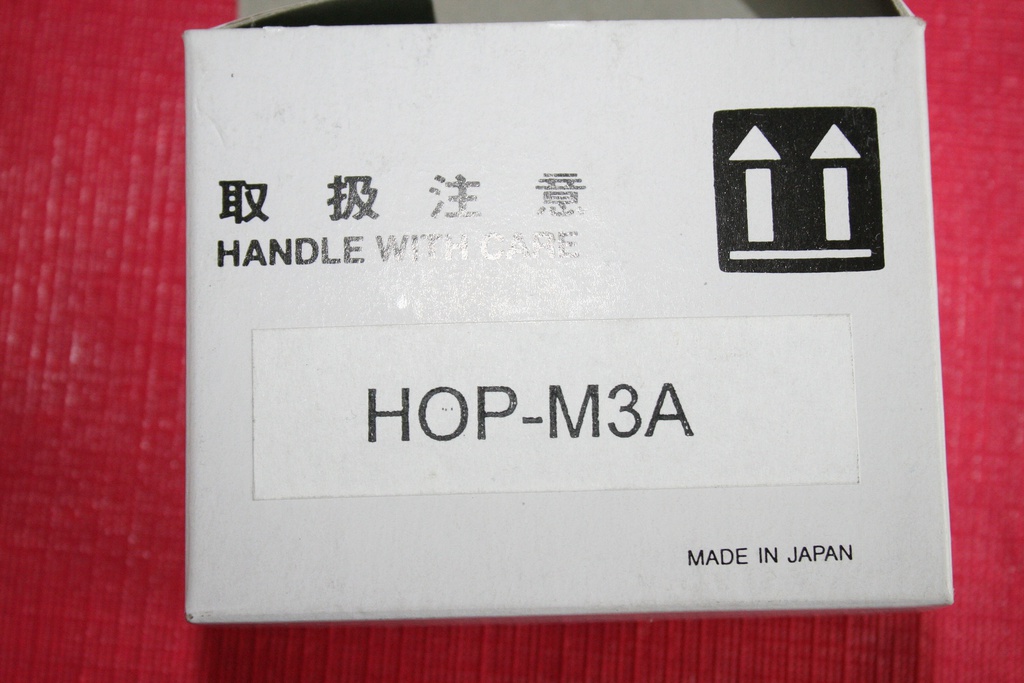 取扱注意
HANDLE WITH CARE
HOP-M3A
MADE IN JAPAN